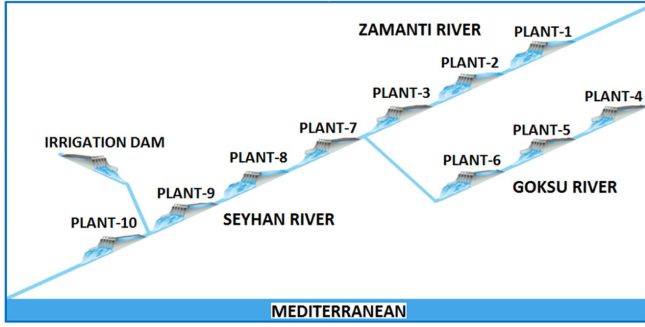 ZAMANTI RIVER
PLANT-1
PLANT-2
PLANT-3
PLANT-4
IRRIGATION DAM
PLANT-7
PLANT-5
PLANT-8
PLANT-6
PLANT-9
GOKSU RIVER
PLANT-10
SEYHAN RIVER
MEDITERRANEAN